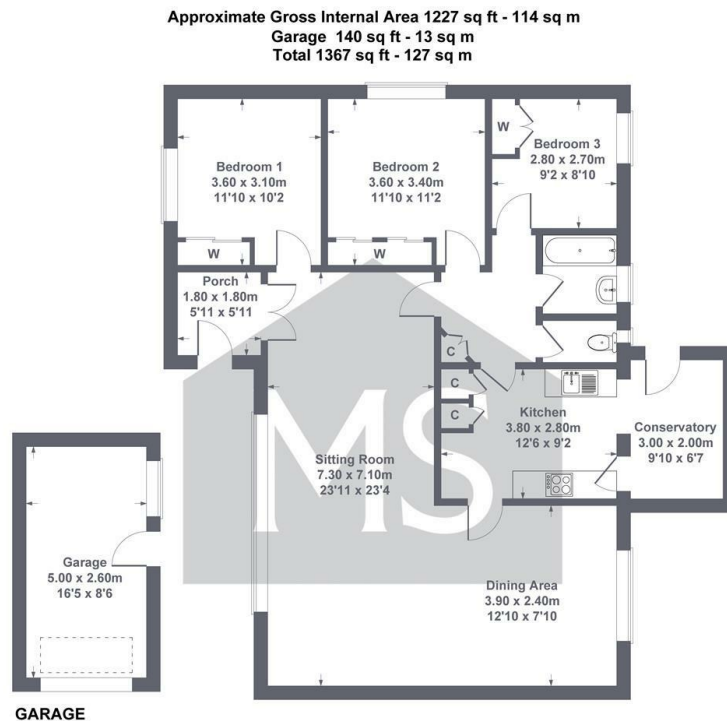 Approximate Gross Internal Area 1227 sq ft - 114 sq m
Garage 140 sq ft - 13 sq m
Total 1367 sq ft - 127 sq m
Bedroom 1
3.60 x 3.10m
11'10 x 10'2
W
Bedroom 2
3.60 x 3.40m
11'10 x 11'2
W
W
Bedroom 3
2.80 x 2.70m
9'2 x 8'10
Porch
1.80 x 1.80m
5'11 x 5'11
C
C
C
Kitchen
3.80 x 2.80m
12'6 x 9'2
Conservatory
3.00 x 2.00m
9'10 x 6'7
MS
Sitting Room
7.30 x 7.10m
23'11 x 23'4
Dining Area
3.90 x 2.40m
12'10 x 7'10
Garage
5.00 x 2.60m
16'5 x 8'6
GARAGE